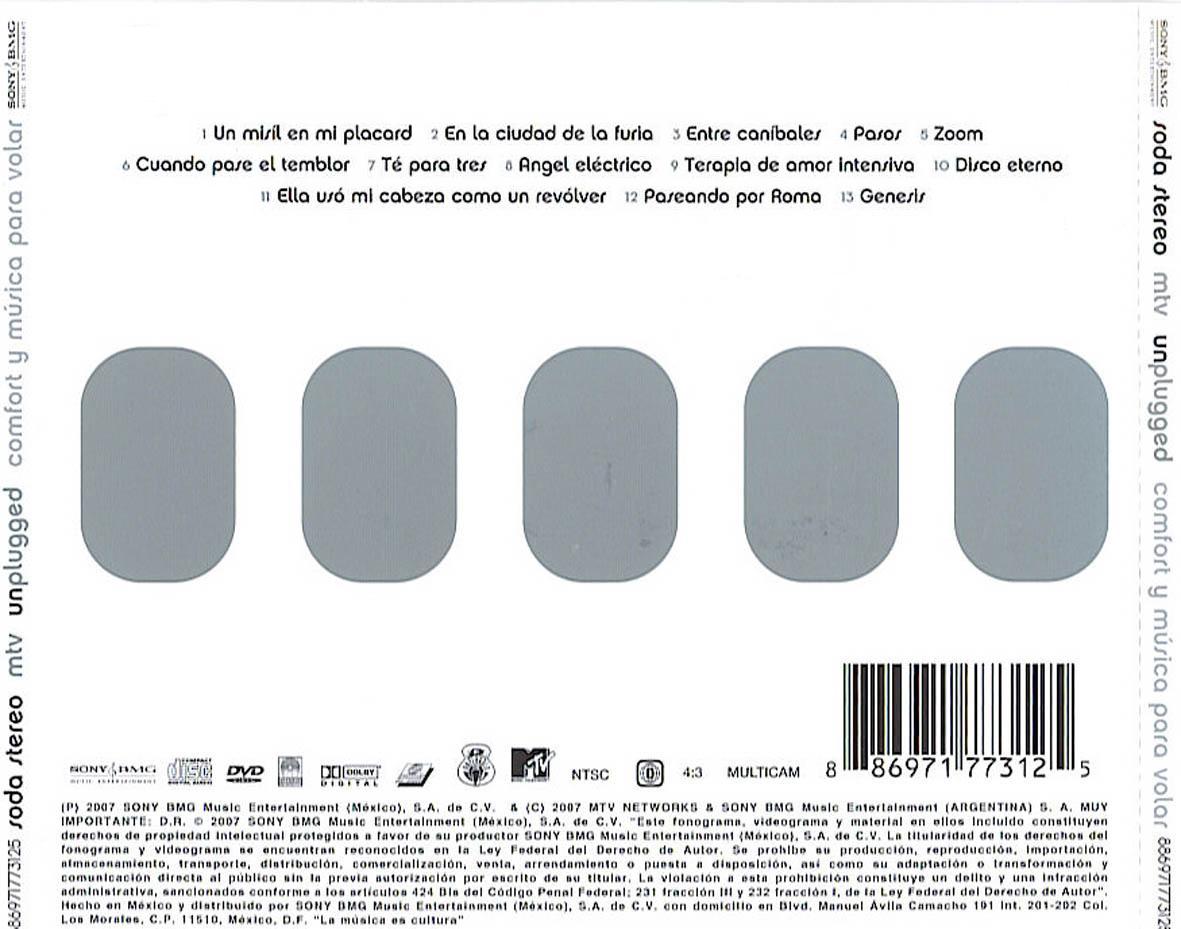 1 Un misíl en mi placard 2 En la ciudad de la furia 3 Entre caníbales 4 Pasos 5 Zoom
6 Cuando pase el temblor 7 Té para tres 8 Angel eléctrico 9 Terapia de amor intensiva 10 Disco eterno
11 Ella usó mi cabeza como un revólver 12 Paseando por Roma 13 Genesis
soda stereo mtv unplugged comfort y música para volar
SONY BMG
886971773125
SONY BMG
soda stereo mtv unplugged comfort y música para volar
886971773125
SONY BMG
MUSIC ENTERTAINMENT
COMPACT disc
DVD
DOLBY
DIGITAL
MTV
NTSC
4:3
MULTICAM
8 86971 77312 5
(P) 2007 SONY BMG Music Entertainment (México), S.A. de C.V. & (C) 2007 MTV NETWORKS & SONY BMG Music Entertainment (ARGENTINA) S. A. MUY
IMPORTANTE: D.R. © 2007 SONY BMG Music Entertainment (México), S.A. de C.V. "Este fonograma, videograma y material en ellos incluido constituyen
derechos de propiedad intelectual protegidos a favor de su productor SONY BMG Music Entertainment (México), S.A. de C.V. La titularidad de los derechos del
fonograma y videograma se encuentran reconocidos en la Ley Federal del Derecho de Autor. Se prohíbe su producción, reproducción, importación,
almacenamiento, transporte, distribución, comercialización, venta, arrendamiento o puesta a disposición, así como su adaptación o transformación y
comunicación directa al público sin la previa autorización por escrito de su titular. La violación a esta prohibición constituye un delito y una infracción
administrativa, sancionados conforme a los artículos 424 Bis del Código Penal Federal; 231 fracción III y 232 fracción I, de la Ley Federal del Derecho de Autor".
Hecho en México y distribuido por SONY BMG Music Entertainment (México), S.A. de C.V. con domicilio en Blvd. Manuel Ávila Camacho 191 Int. 201-202 Col.
Los Morales, C.P. 11510, México, D.F. "La música es cultura"